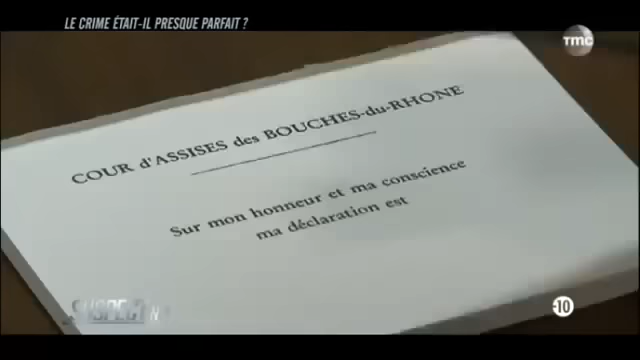 LE CRIME ÉTAIT-IL PRESQUE PARFAIT ?
TMC
COUR d'ASSISES des BOUCHES-du-RHONE
Sur mon honneur et ma conscience
ma déclaration est
SUSPECT N
-10